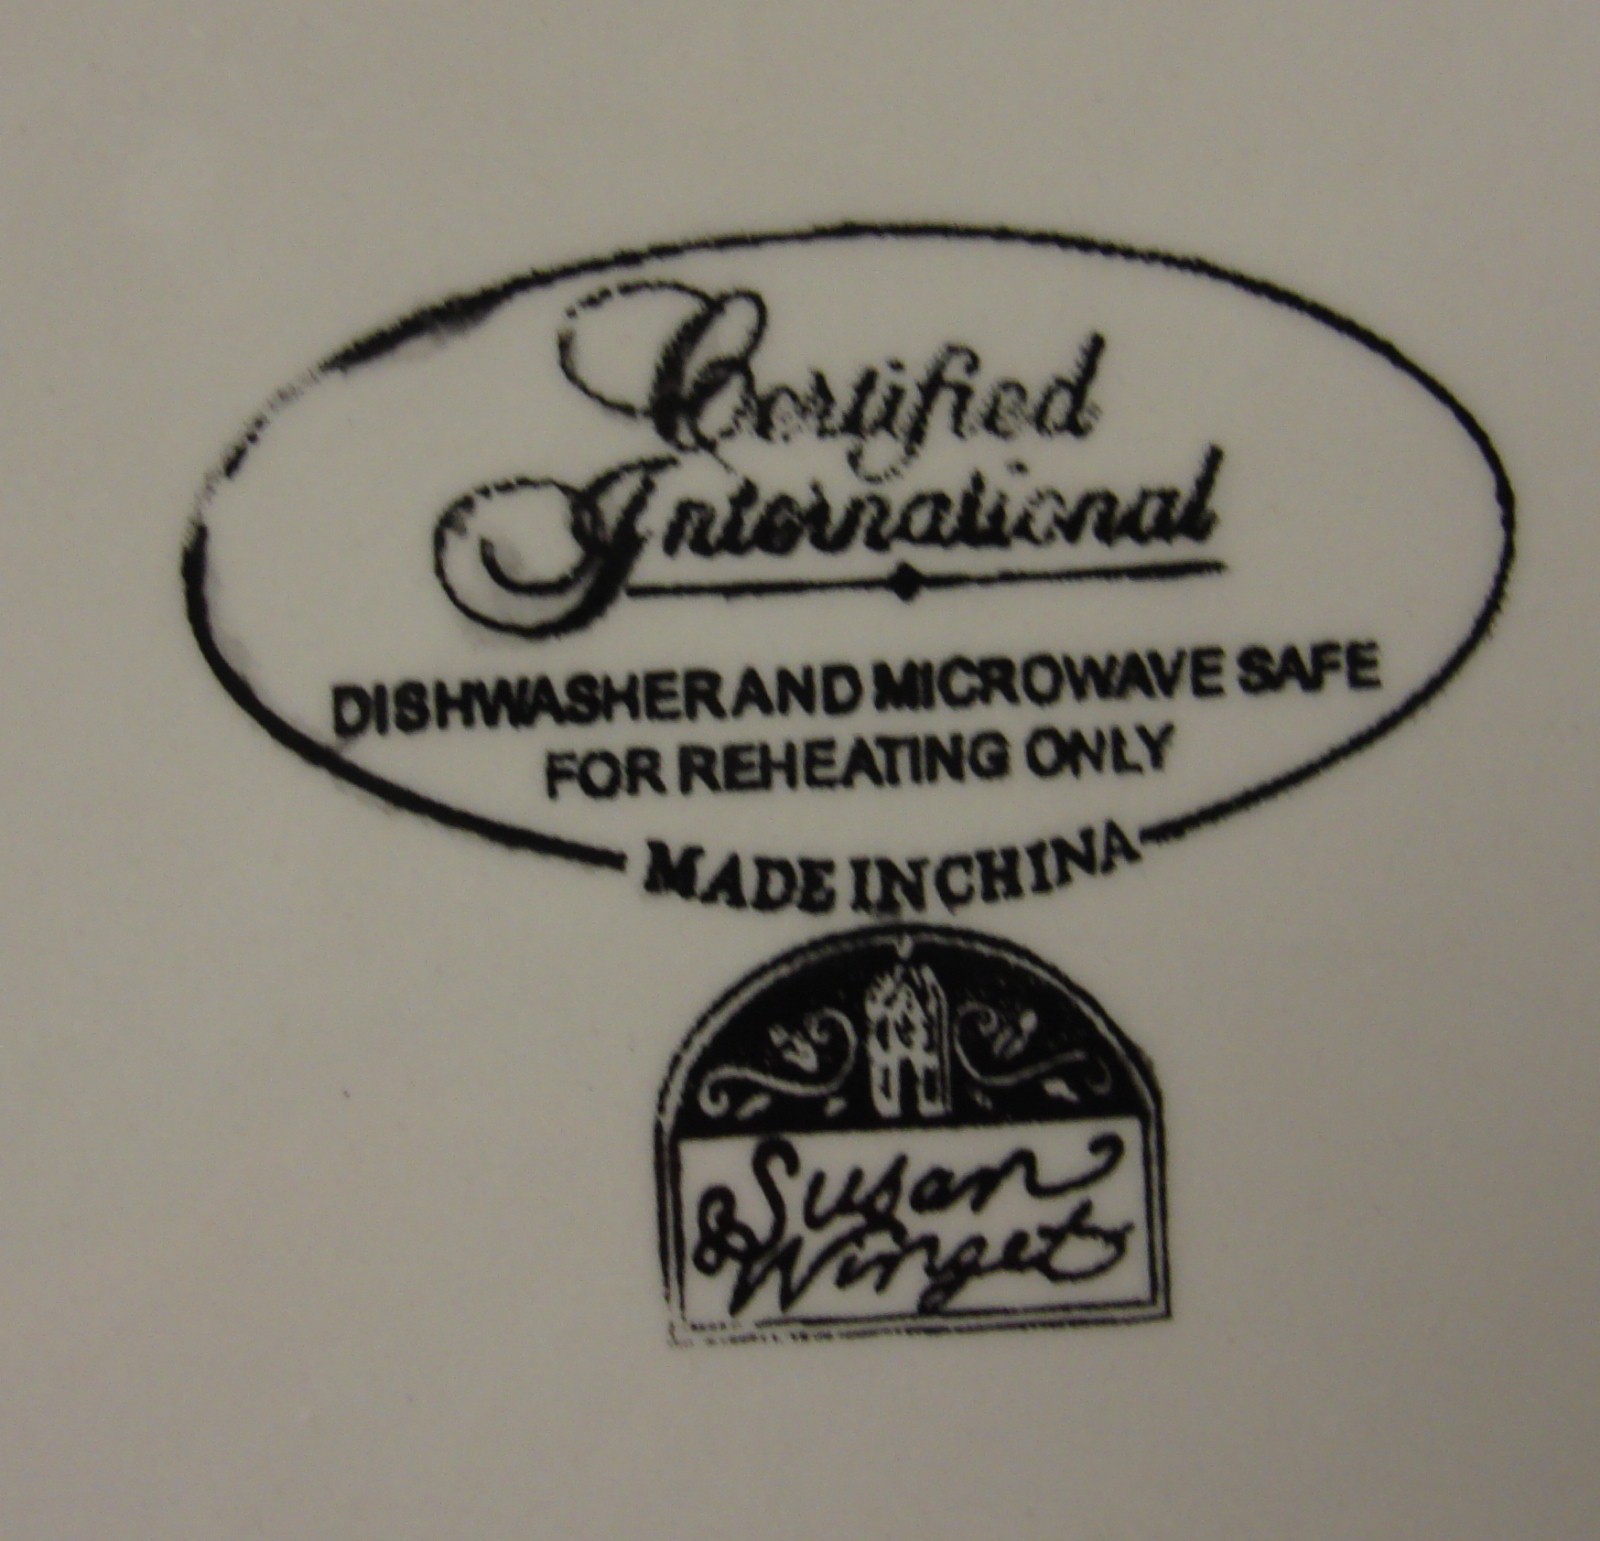 Certified
International
DISHWASHER AND MICROWAVE SAFE
FOR REHEATING ONLY
MADE IN CHINA
Susan
Winget